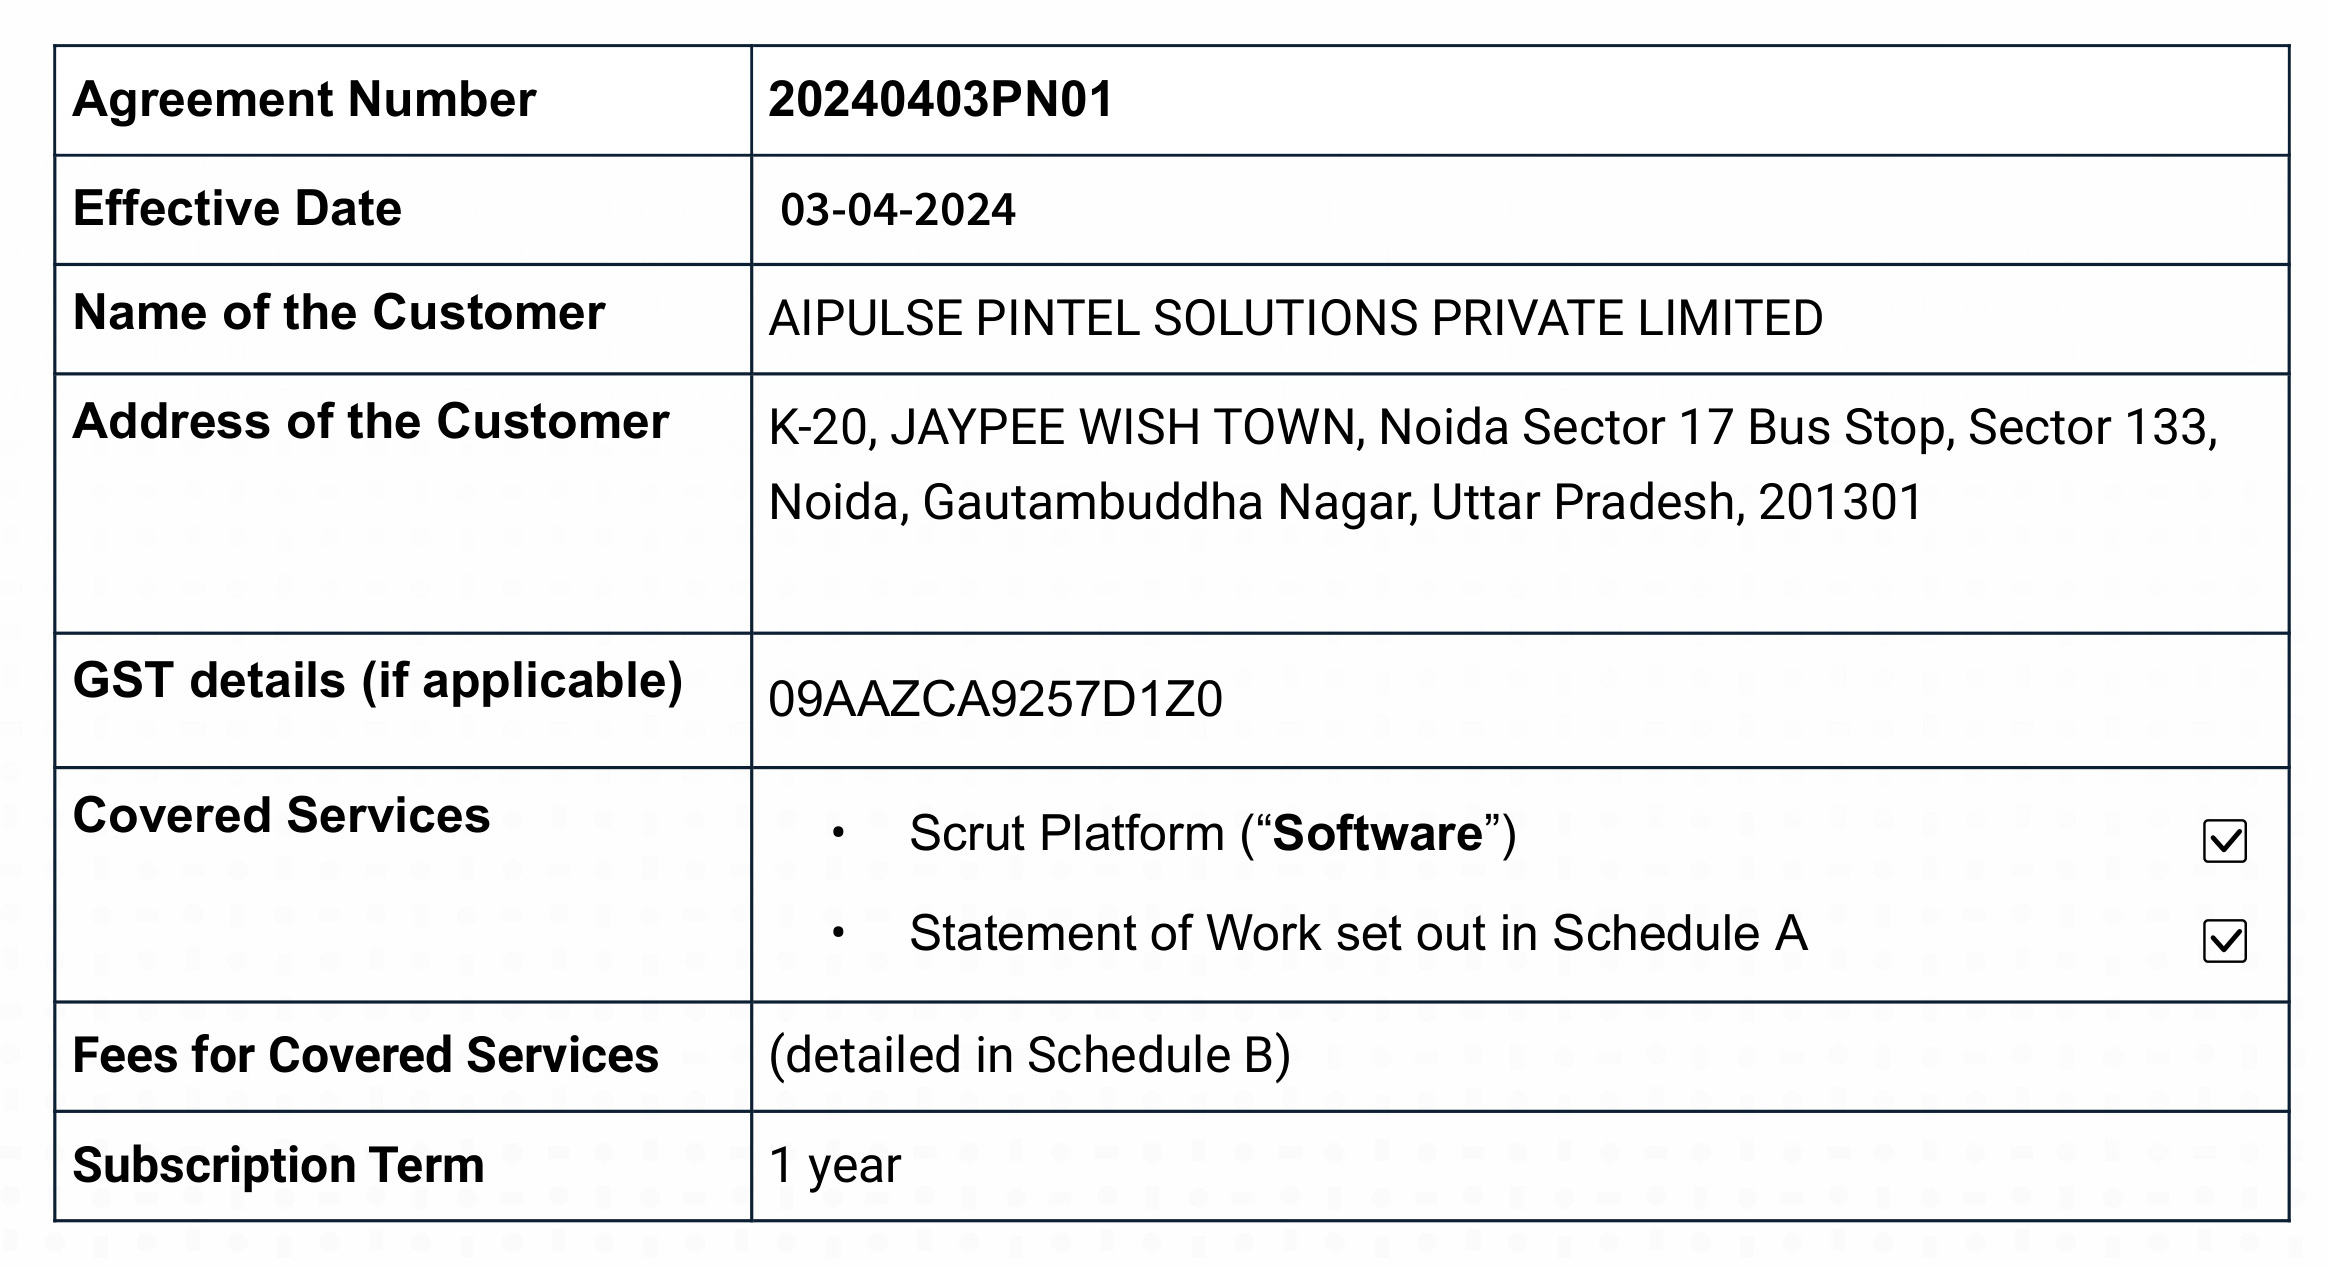 Agreement Number 20240403PN01
Effective Date 03-04-2024
Name of the Customer AIPULSE PINTEL SOLUTIONS PRIVATE LIMITED
Address of the Customer K-20, JAYPEE WISH TOWN, Noida Sector 17 Bus Stop, Sector 133,
Noida, Gautambuddha Nagar, Uttar Pradesh, 201301
GST details (if applicable) 09AAZCA9257D1Z0
Covered Services • Scrut Platform (“Software”) ☑
• Statement of Work set out in Schedule A ☑
Fees for Covered Services (detailed in Schedule B)
Subscription Term 1 year